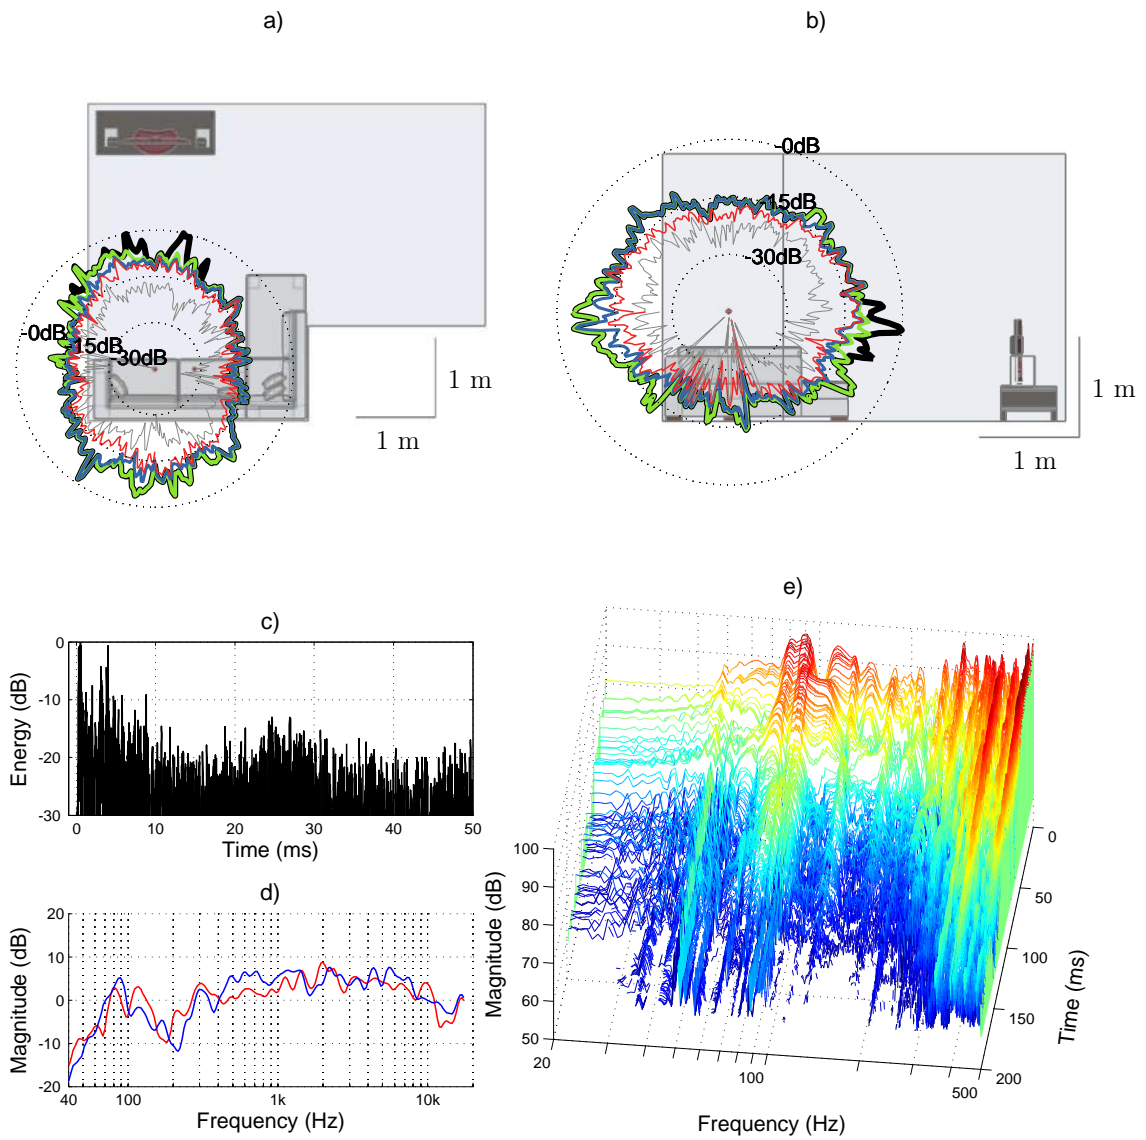 a)
b)
-0dB
-15dB
-30dB
1 m
1 m
-0dB
-15dB
-30dB
1 m
1 m
c)
0
-10
-20
-30
Energy (dB)
0 10 20 30 40 50
Time (ms)
d)
20
10
0
-10
-20
Magnitude (dB)
40 100 1k 10k
Frequency (Hz)
e)
100
90
80
70
60
50
Magnitude (dB)
20 100 500
Frequency (Hz)
0
50
100
150
200
Time (ms)